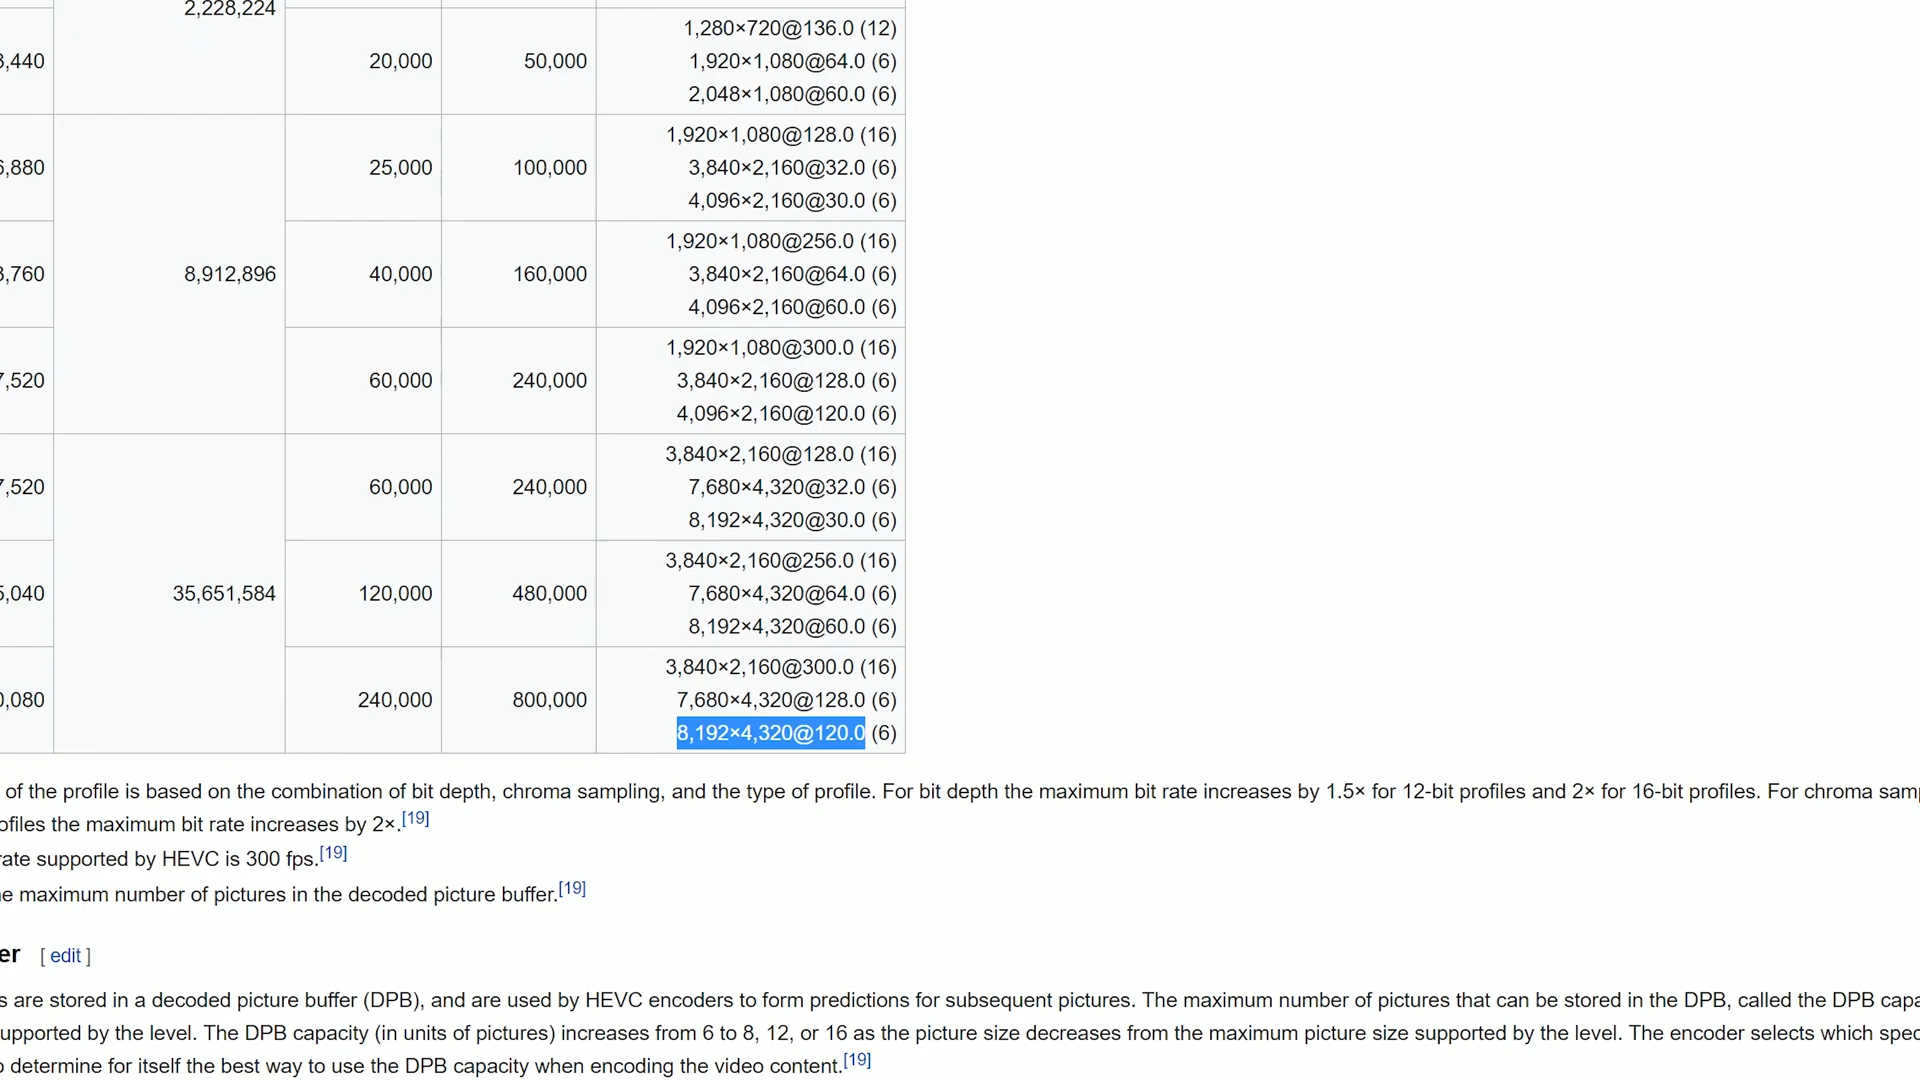 2,228,224
1,280×720@136.0 (12)
3,440 20,000 50,000 1,920×1,080@64.0 (6)
2,048×1,080@60.0 (6)
1,920×1,080@128.0 (16)
6,880 25,000 100,000 3,840×2,160@32.0 (6)
4,096×2,160@30.0 (6)
1,920×1,080@256.0 (16)
3,760 8,912,896 40,000 160,000 3,840×2,160@64.0 (6)
4,096×2,160@60.0 (6)
1,920×1,080@300.0 (16)
7,520 60,000 240,000 3,840×2,160@128.0 (6)
4,096×2,160@120.0 (6)
3,840×2,160@128.0 (16)
7,520 60,000 240,000 7,680×4,320@32.0 (6)
8,192×4,320@30.0 (6)
3,840×2,160@256.0 (16)
5,040 35,651,584 120,000 480,000 7,680×4,320@64.0 (6)
8,192×4,320@60.0 (6)
3,840×2,160@300.0 (16)
0,080 240,000 800,000 7,680×4,320@128.0 (6)
8,192×4,320@120.0 (6)
of the profile is based on the combination of bit depth, chroma sampling, and the type of profile. For bit depth the maximum bit rate increases by 1.5× for 12-bit profiles and 2× for 16-bit profiles. For chroma samp
ofiles the maximum bit rate increases by 2×.[19]
rate supported by HEVC is 300 fps.[19]
e maximum number of pictures in the decoded picture buffer.[19]
er [ edit ]
s are stored in a decoded picture buffer (DPB), and are used by HEVC encoders to form predictions for subsequent pictures. The maximum number of pictures that can be stored in the DPB, called the DPB capa
upported by the level. The DPB capacity (in units of pictures) increases from 6 to 8, 12, or 16 as the picture size decreases from the maximum picture size supported by the level. The encoder selects which spec
o determine for itself the best way to use the DPB capacity when encoding the video content.[19]